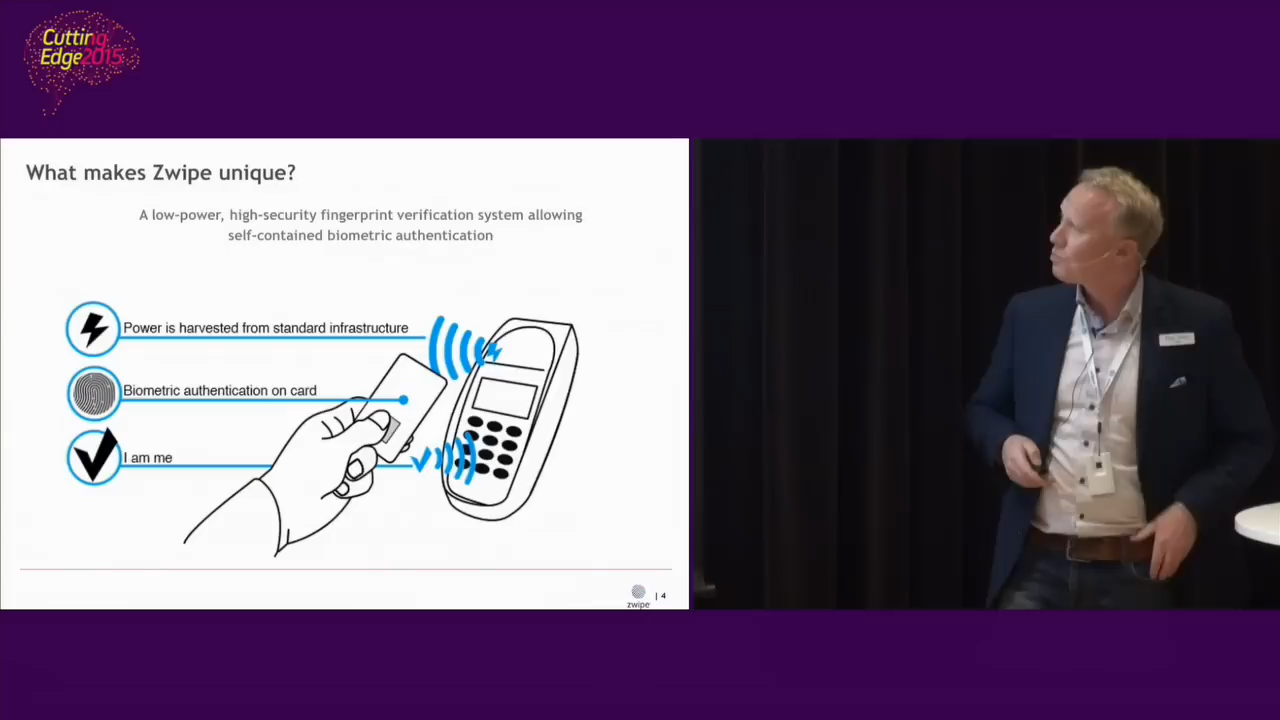 Cutting
Edge2015
What makes Zwipe unique?
A low-power, high-security fingerprint verification system allowing
self-contained biometric authentication
Power is harvested from standard infrastructure
Biometric authentication on card
I am me
zwipe
| 4